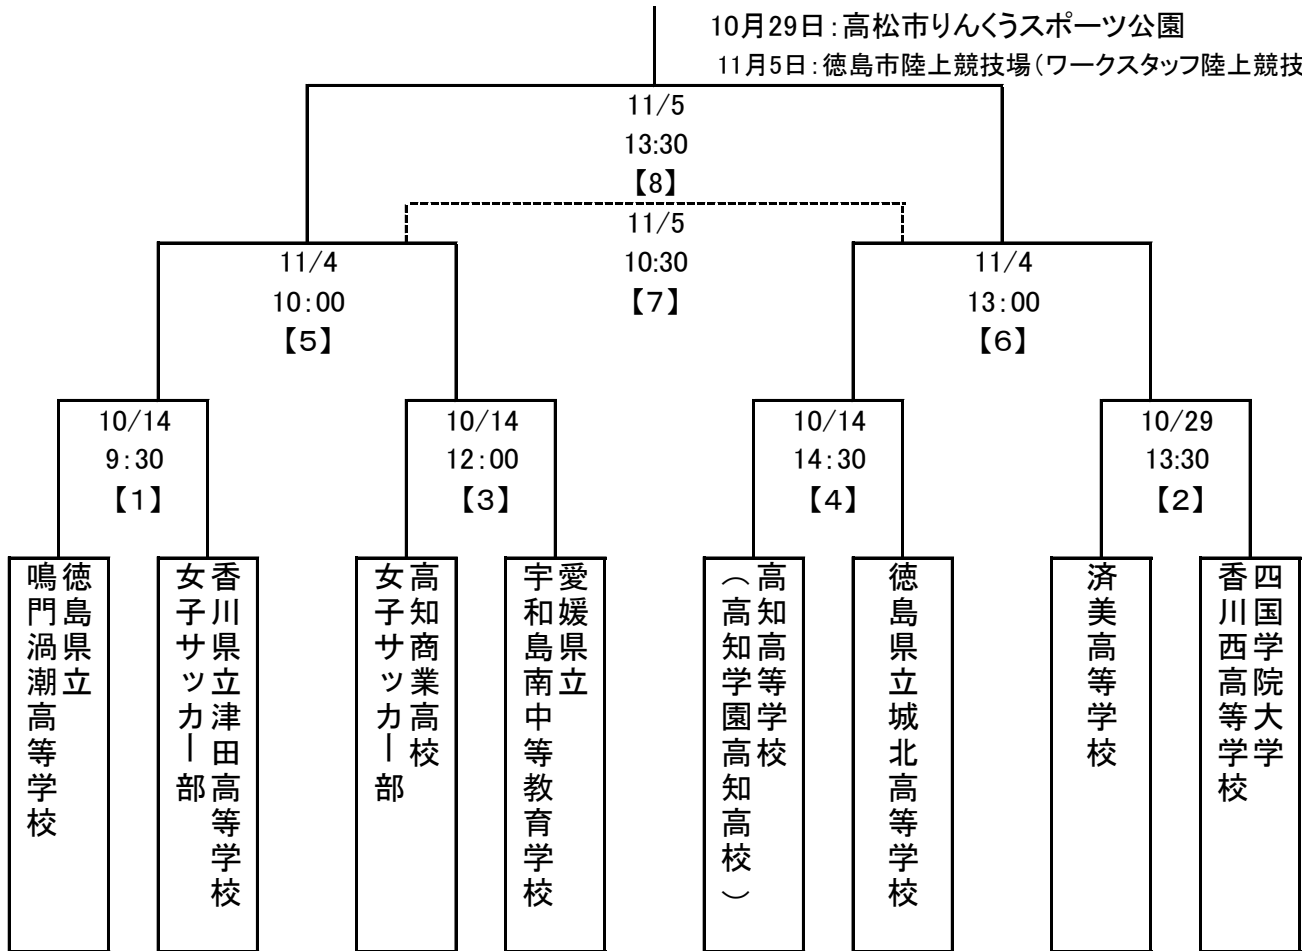 10月29日:高松市りんくうスポーツ公園
11月5日:徳島市陸上競技場(ワークスタッフ陸上競技
11/5
13:30
【8】
11/5
10:30
【7】
11/4
10:00
【5】
11/4
13:00
【6】
10/14
9:30
【1】
10/14
12:00
【3】
10/14
14:30
【4】
10/29
13:30
【2】
徳島県立
鳴門渦潮高等学校
香川県立津田高等学校
女子サッカー部
高知商業高校
女子サッカー部
愛媛県立
宇和島南中等教育学校
高知高等学校
(高知学園高知高校)
徳島県立城北高等学校
済美高等学校
四国学院大学
香川西高等学校